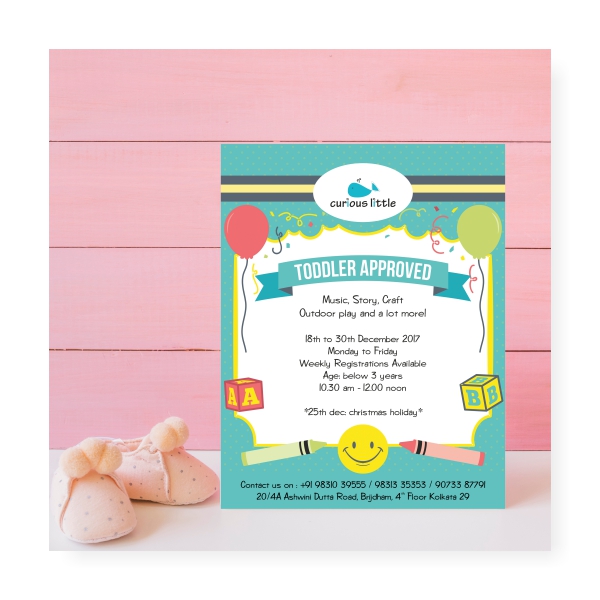 curious little
TODDLER APPROVED
Music, Story, Craft
Outdoor play and a lot more!
18th to 30th December 2017
Monday to Friday
Weekly Registrations Available
Age: below 3 years
10.30 am - 12.00 noon
*25th dec: christmas holiday*
A A
B B
Contact us on : +91 98310 39555 / 98313 35353 / 90733 87791
20/4A Ashwini Dutta Road, Brijdham, 4th Floor Kolkata 29